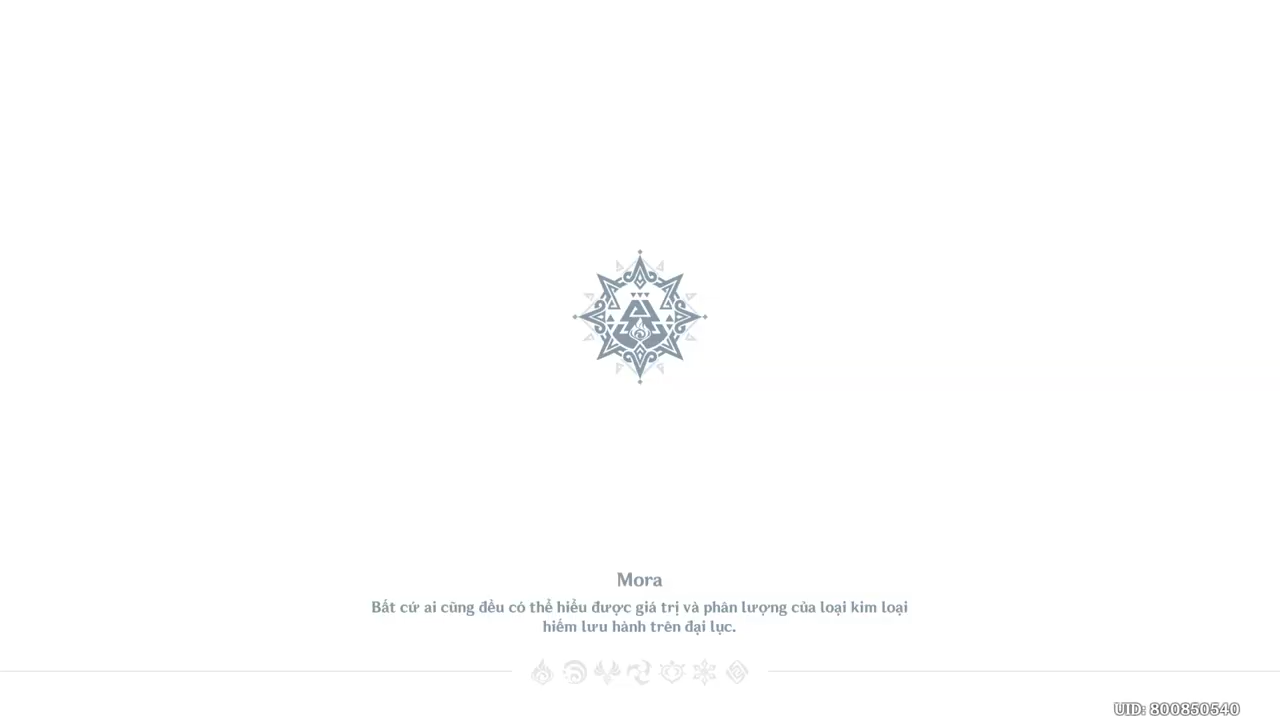 Mora
Bất cứ ai cũng đều có thể hiểu được giá trị và phân lượng của loại kim loại
hiếm lưu hành trên đại lục.
UID: 800850540